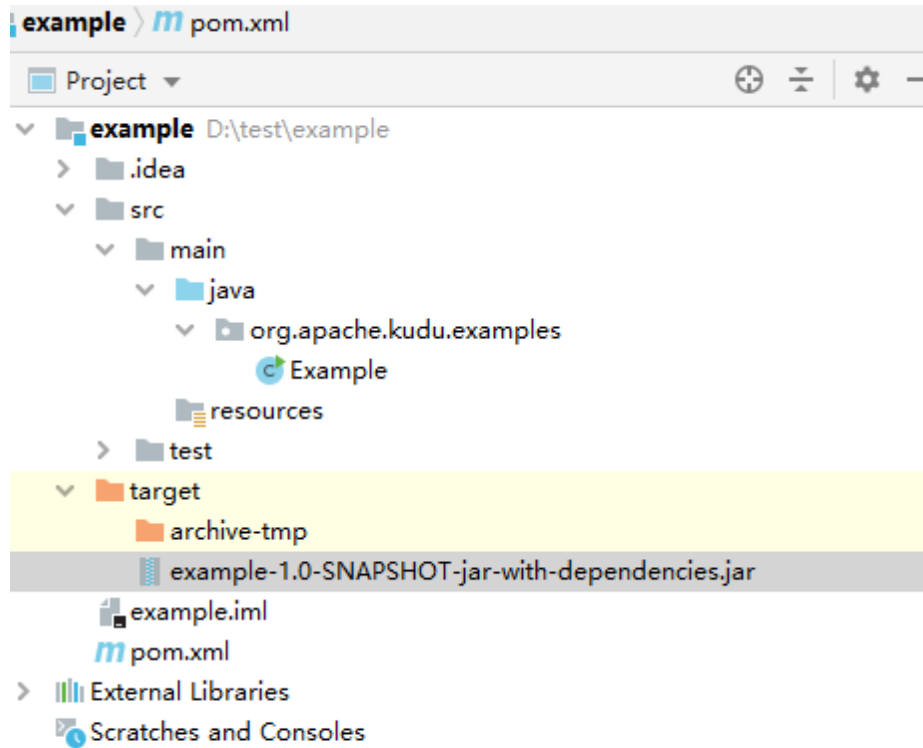 example 〉 m pom.xml
Project
example D:\test\example
.idea
src
main
java
org.apache.kudu.examples
C Example
resources
test
target
archive-tmp
example-1.0-SNAPSHOT-jar-with-dependencies.jar
example.iml
m pom.xml
External Libraries
Scratches and Consoles